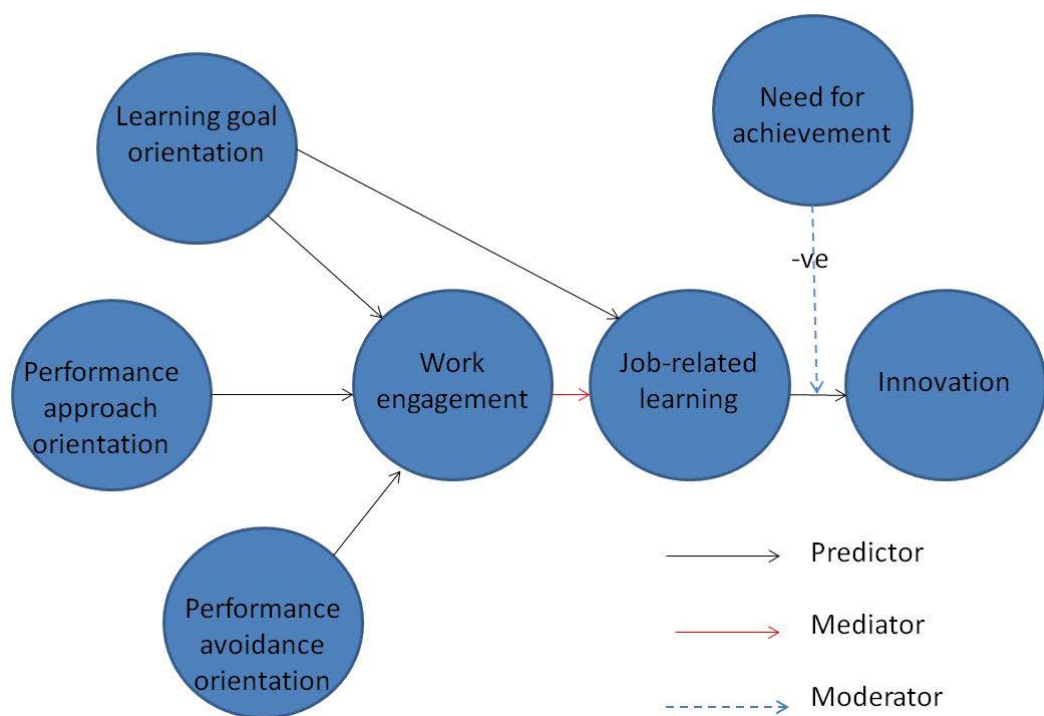 Learning goal
orientation
Need for
achievement
-ve
Performance
approach
orientation
Work
engagement
Job-related
learning
Innovation
Performance
avoidance
orientation
Predictor
Mediator
Moderator